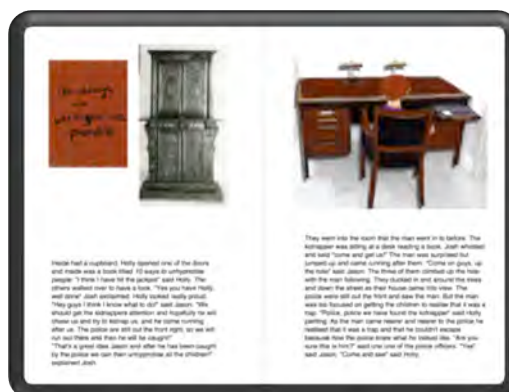 10 ways
Inside had a cupboard. Holly opened one of the doors
and inside was a book titled 10 ways to unhypnotise
people. "I think I have hit the jackpot" said Holly. The
others walked over to have a look. "Yes you have Holly,
well done" Josh exclaimed. Holly looked really proud.
"Hey guys I think I know what to do!" said Jason. "We
should get the kidnappers attention and hopefully he will
chase us and try to kidnap us, and he come running
after us. The police are still out the front right, so we will
run out there and then he will be caught!"
"That's a great idea Jason and after he has been caught
by the police we can then unhypnotise all the children!"
explained Josh.
They went into the room that the man went in to before. The
kidnapper was sitting at a desk reading a book. Josh whistled
and said "come and get us!" The man was surprised but
jumped up and came running after them. "Come on guys, up
the hole" said Jason. The three of them climbed up the hole
with the man following. They ducked in and around the trees
and down the street as their house came into view. The
police were still out the front and saw the man. But the man
was too focused on getting the children to realise that it was a
trap. "Police, police we have found the kidnapper" said Holly
panting. As the man came nearer and nearer to the police he
realised that it was a trap and that he couldn't escape
because now the police knew what he looked like. "Are you
sure this is him?" said one of the police officers. "Yes"
said Jason. "Come and see" said Holly.